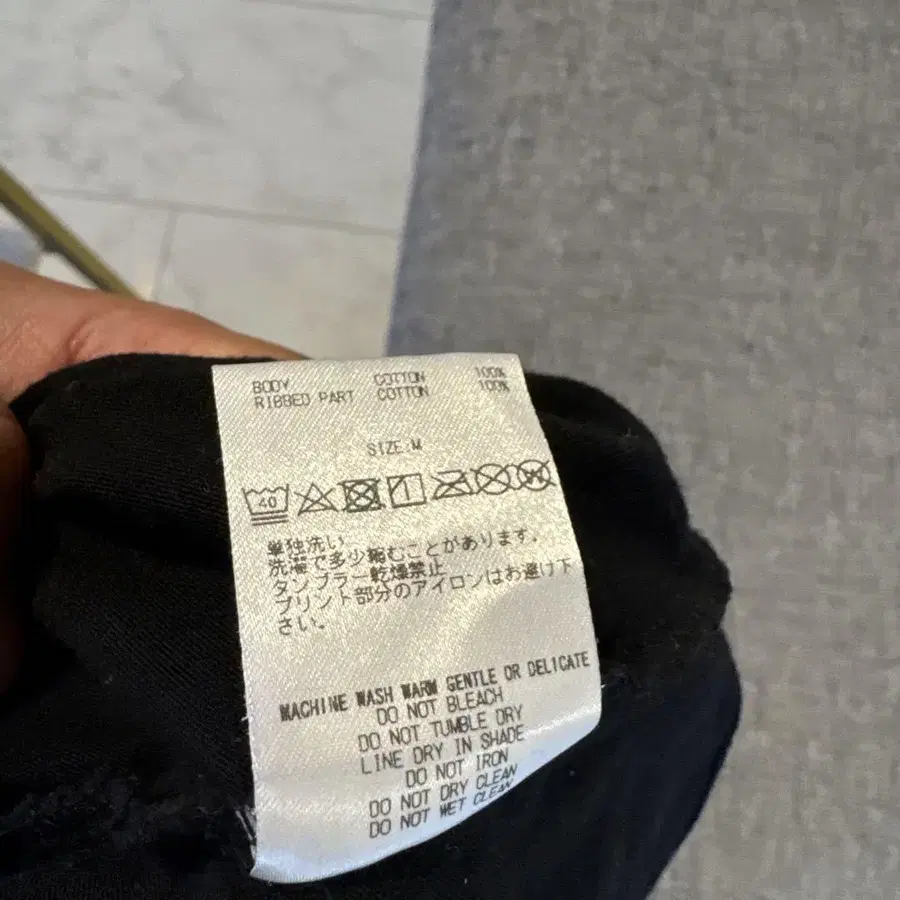 BODY COTTON 100%
RIBBED PART COTTON 100%
SIZE:M
40
単独洗い
洗濯で多少縮むことがあります。
タンブラー乾燥禁止
プリント部分のアイロンはお避け下
さい。
MACHINE WASH WARM GENTLE OR DELICATE
DO NOT BLEACH
DO NOT TUMBLE DRY
LINE DRY IN SHADE
DO NOT IRON
DO NOT DRY CLEAN
DO NOT WET CLEAN